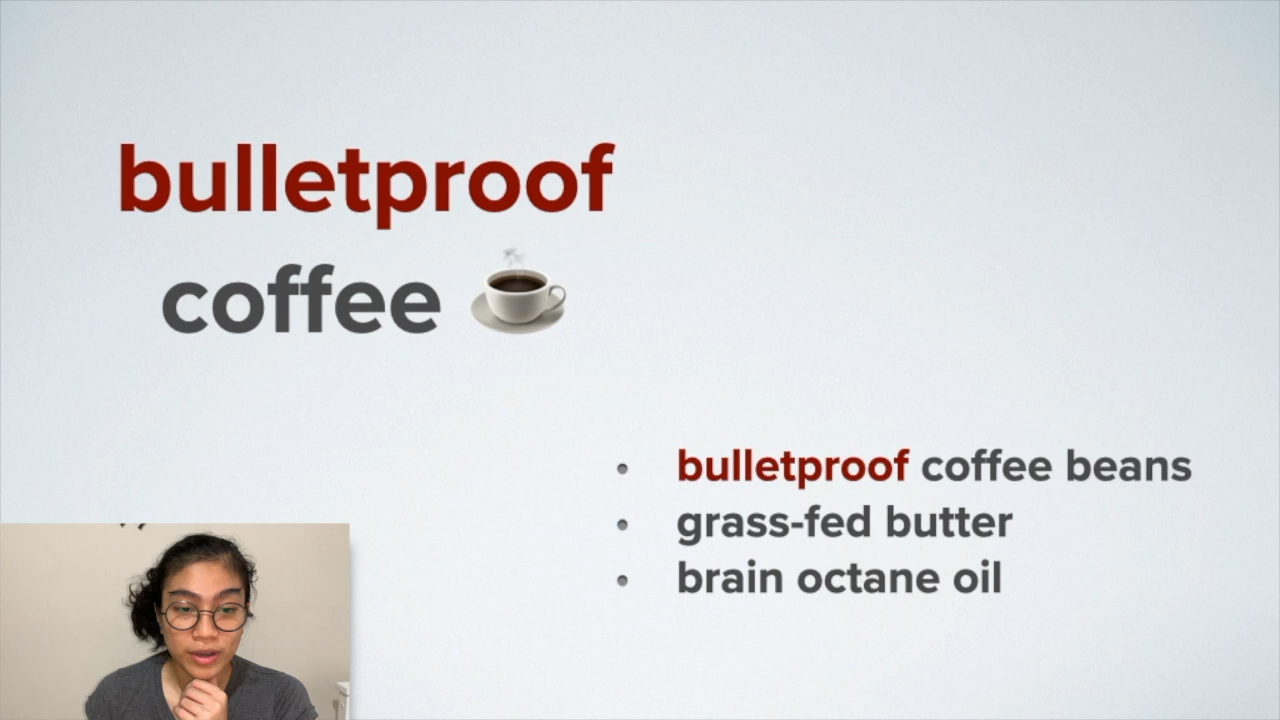 bulletproof
coffee
bulletproof coffee beans
grass-fed butter
brain octane oil